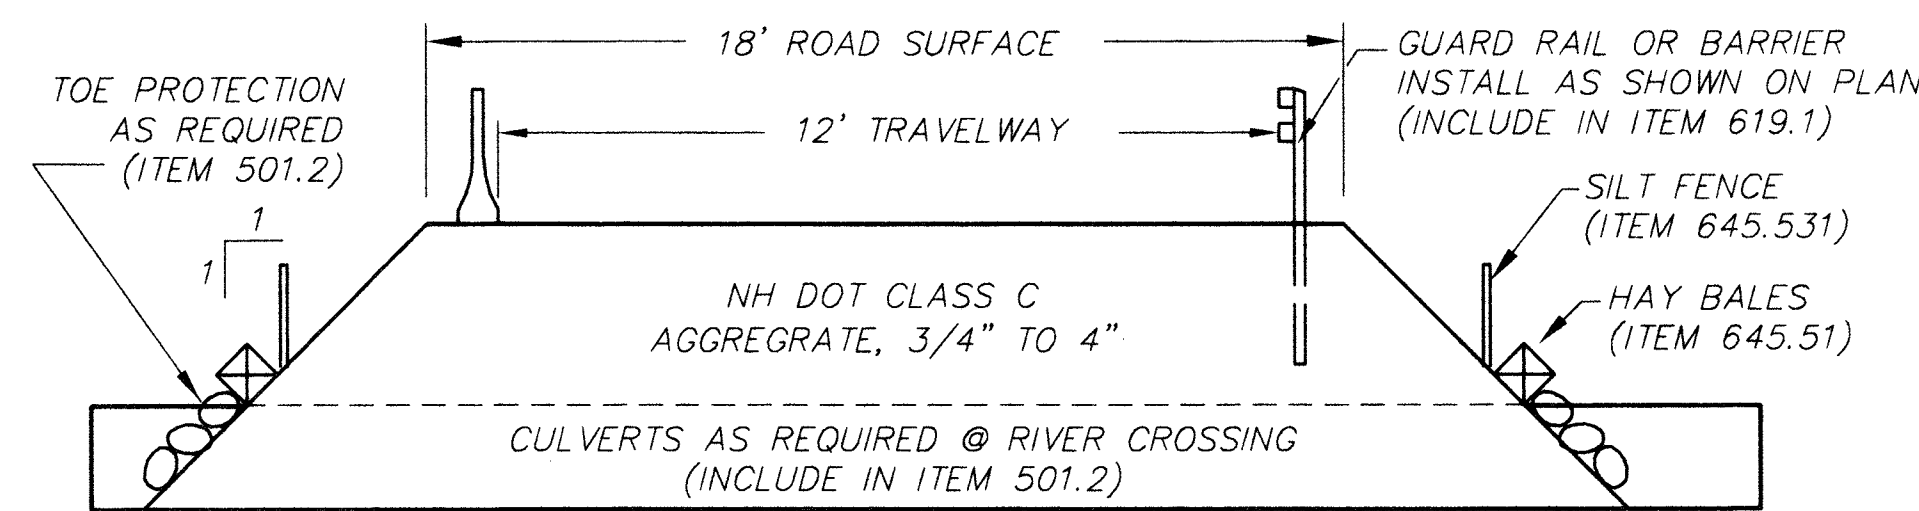 18' ROAD SURFACE
12' TRAVELWAY
TOE PROTECTION
AS REQUIRED
(ITEM 501.2)
1
1
GUARD RAIL OR BARRIER
INSTALL AS SHOWN ON PLAN
(INCLUDE IN ITEM 619.1)
SILT FENCE
(ITEM 645.531)
HAY BALES
(ITEM 645.51)
NH DOT CLASS C
AGGREGRATE, 3/4" TO 4"
CULVERTS AS REQUIRED @ RIVER CROSSING
(INCLUDE IN ITEM 501.2)